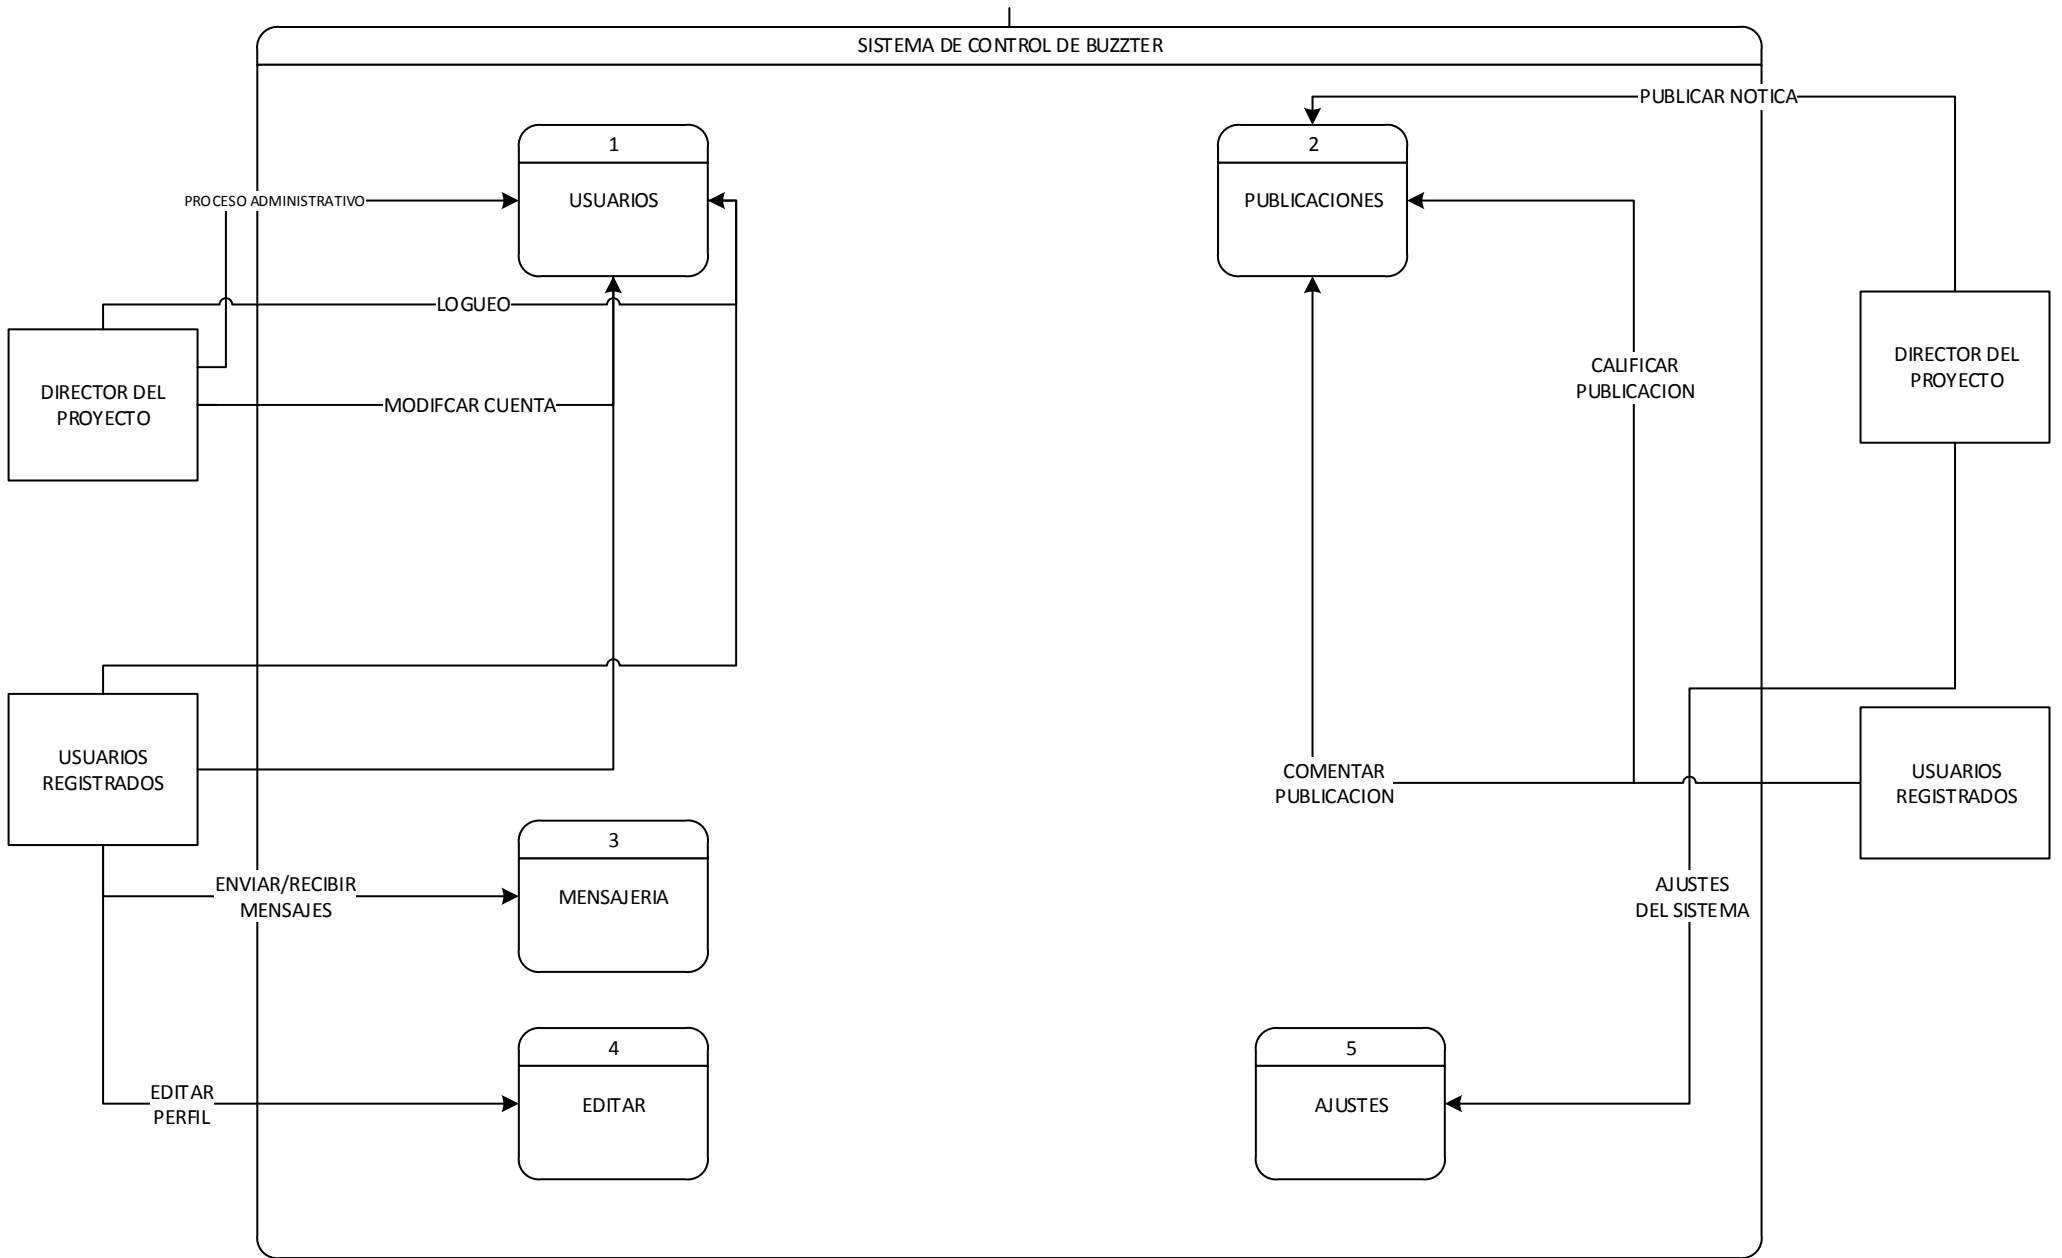 SISTEMA DE CONTROL DE BUZZTER
PUBLICAR NOTICA
1
USUARIOS
2
PUBLICACIONES
PROCESO ADMINISTRATIVO
LOGUEO
DIRECTOR DEL
PROYECTO
MODIFCAR CUENTA
CALIFICAR
PUBLICACION
DIRECTOR DEL
PROYECTO
USUARIOS
REGISTRADOS
COMENTAR
PUBLICACION
USUARIOS
REGISTRADOS
3
MENSAJERIA
ENVIAR/RECIBIR
MENSAJES
AJUSTES
DEL SISTEMA
4
EDITAR
EDITAR
PERFIL
5
AJUSTES